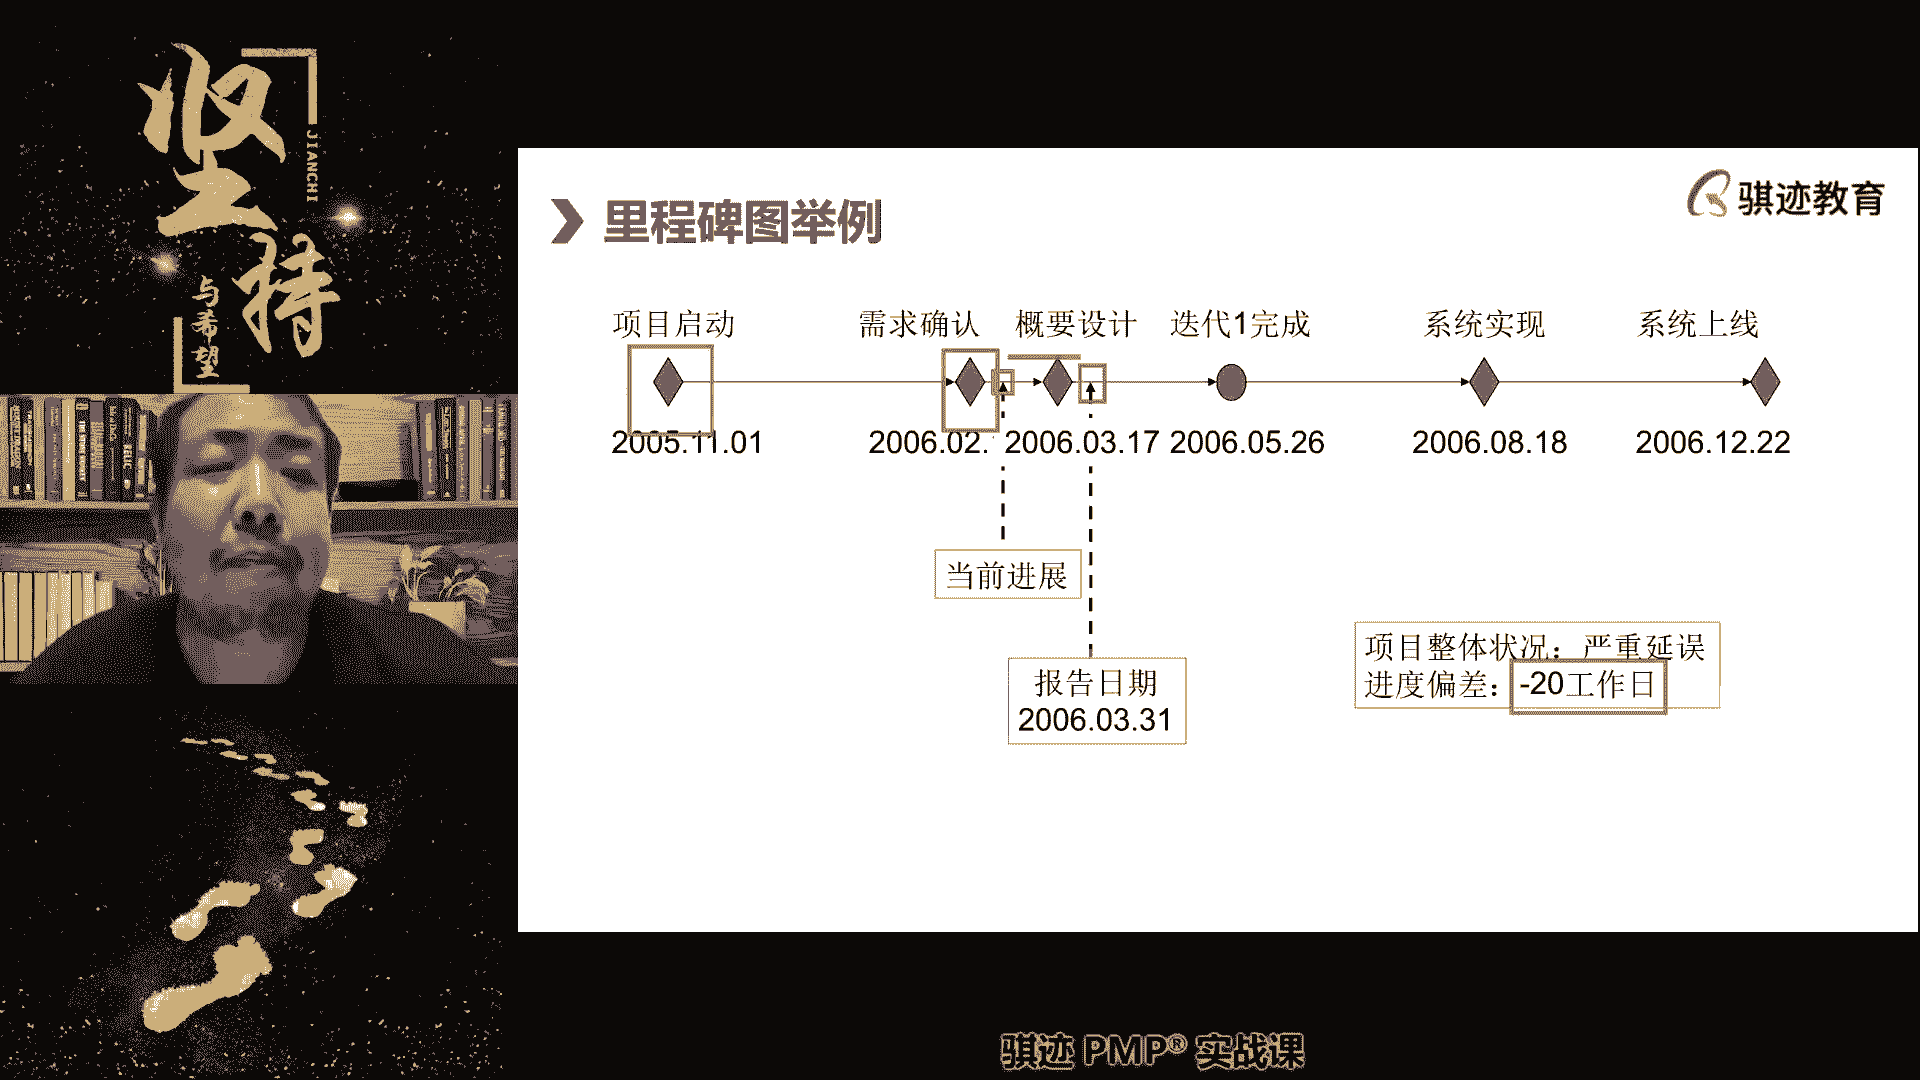 坚持
JIANCHI
与希望
骐迹教育
里程碑图举例
项目启动 需求确认 概要设计 迭代1完成 系统实现 系统上线
2005.11.01 2006.02. 2006.03.17 2006.05.26 2006.08.18 2006.12.22
当前进展
报告日期
2006.03.31
项目整体状况：严重延误
进度偏差：-20工作日
骐迹 PMP® 实战课